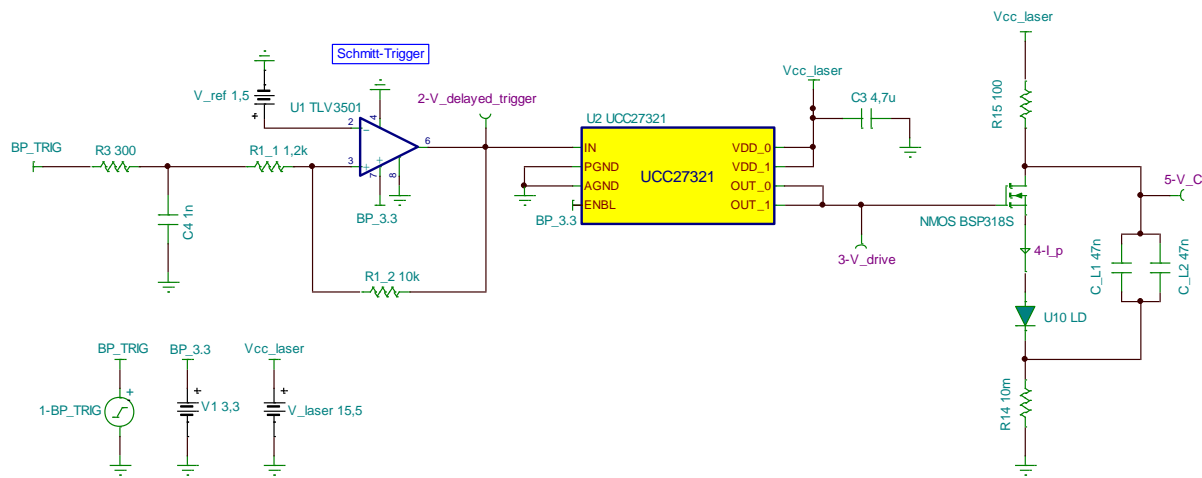 Schmitt-Trigger
V_ref 1,5
U1 TLV3501
2-V_delayed_trigger
2
4
6
3
7
8
BP_TRIG
R3 300
R1_1 1,2k
C4 1n
BP_3.3
R1_2 10k
Vcc_laser
C3 4,7u
U2 UCC27321
IN
PGND
AGND
ENBL
UCC27321
VDD_0
VDD_1
OUT_0
OUT_1
BP_3.3
3-V_drive
Vcc_laser
R15 100
5-V_C
NMOS BSP318S
4-I_p
C_L1 47n
C_L2 47n
U10 LD
R14 10m
BP_TRIG
1-BP_TRIG
BP_3.3
V1 3,3
Vcc_laser
V_laser 15,5